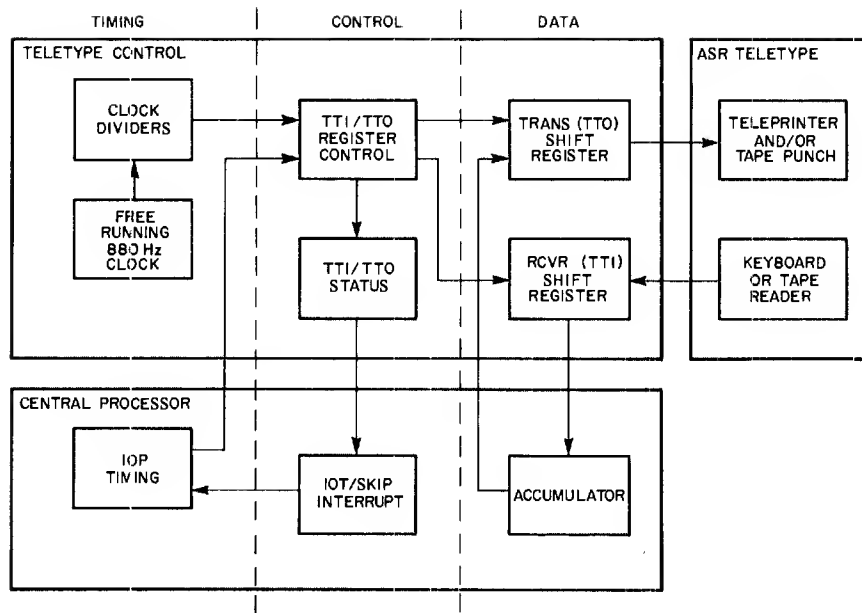 TIMING
CONTROL
DATA
TELETYPE CONTROL
ASR TELETYPE
CLOCK
DIVIDERS
TTI/TTO
REGISTER
CONTROL
TRANS (TTO)
SHIFT
REGISTER
TELEPRINTER
AND/OR
TAPE PUNCH
FREE
RUNNING
880 Hz
CLOCK
TTI/TTO
STATUS
RCVR (TTI)
SHIFT
REGISTER
KEYBOARD
OR TAPE
READER
CENTRAL PROCESSOR
IOP
TIMING
IOT/SKIP
INTERRUPT
ACCUMULATOR